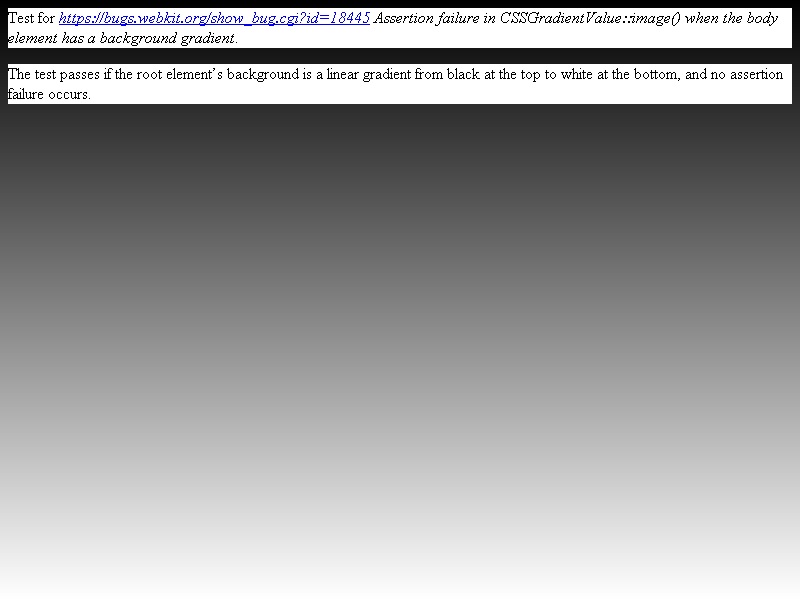 Test for https://bugs.webkit.org/show_bug.cgi?id=18445 Assertion failure in CSSGradientValue::image() when the body
element has a background gradient.
The test passes if the root element’s background is a linear gradient from black at the top to white at the bottom, and no assertion
failure occurs.